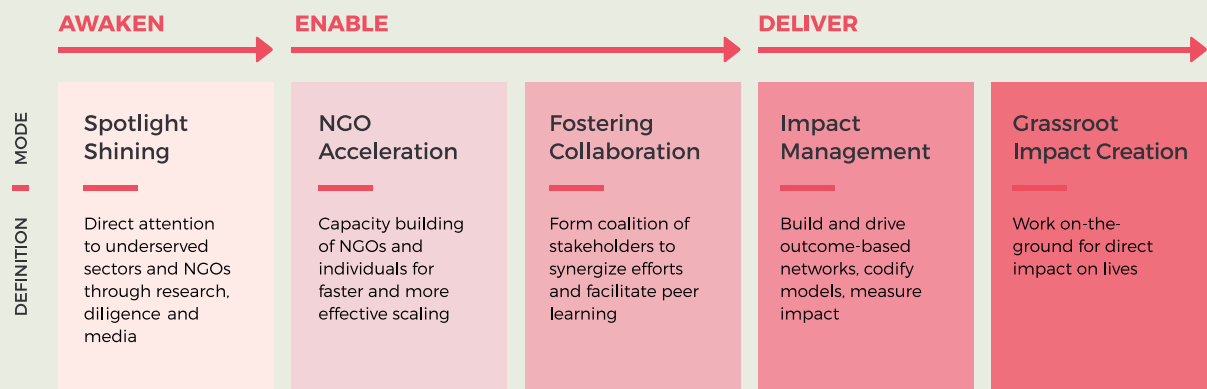 AWAKEN
ENABLE
DELIVER
MODE
DEFINITION
Spotlight
Shining
Direct attention
to underserved
sectors and NGOs
through research,
diligence and
media
NGO
Acceleration
Capacity building
of NGOs and
individuals for
faster and more
effective scaling
Fostering
Collaboration
Form coalition of
stakeholders to
synergize efforts
and facilitate peer
learning
Impact
Management
Build and drive
outcome-based
networks, codify
models, measure
impact
Grassroot
Impact Creation
Work on-the-
ground for direct
impact on lives